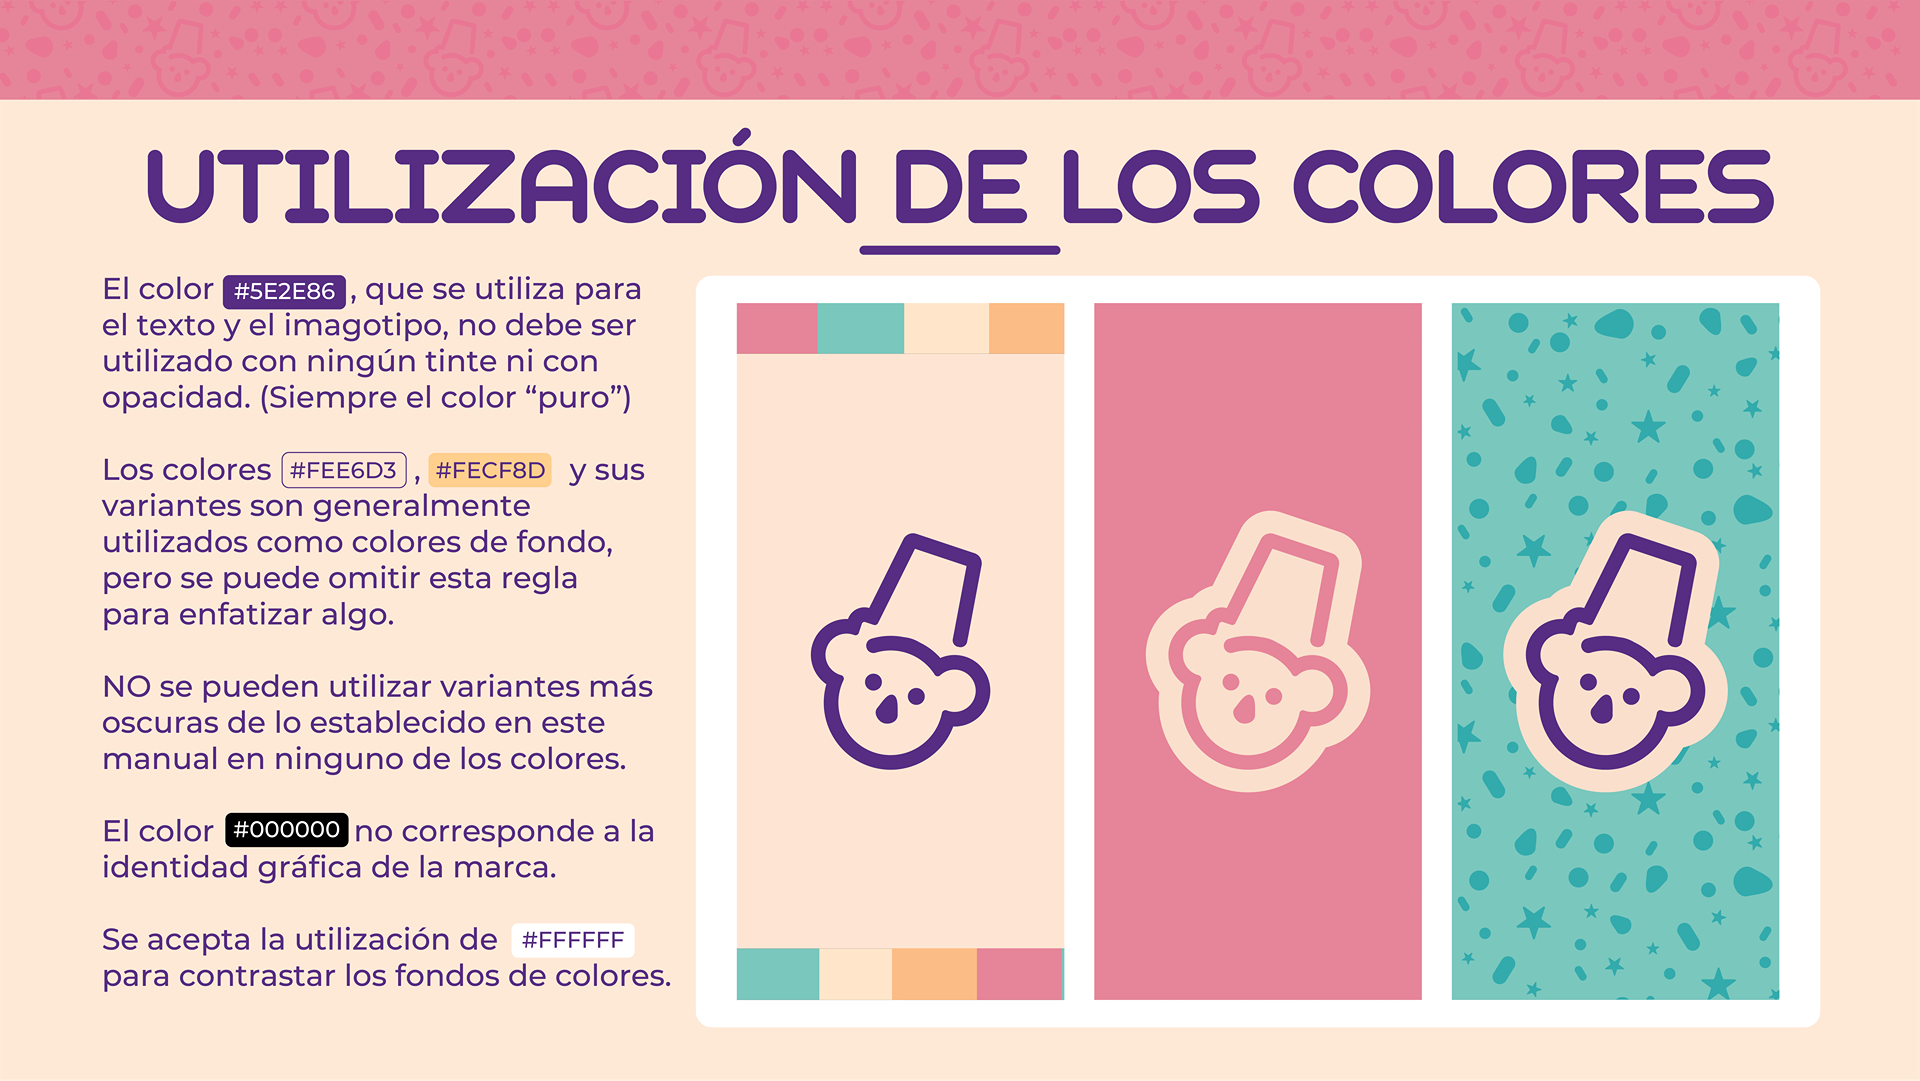 UTILIZACIÓN DE LOS COLORES
El color #5E2E86, que se utiliza para
el texto y el imagotipo, no debe ser
utilizado con ningún tinte ni con
opacidad. (Siempre el color “puro”)
Los colores #FEE6D3, #FECF8D y sus
variantes son generalmente
utilizados como colores de fondo,
pero se puede omitir esta regla
para enfatizar algo.
NO se pueden utilizar variantes más
oscuras de lo establecido en este
manual en ninguno de los colores.
El color #000000 no corresponde a la
identidad gráfica de la marca.
Se acepta la utilización de #FFFFFF
para contrastar los fondos de colores.